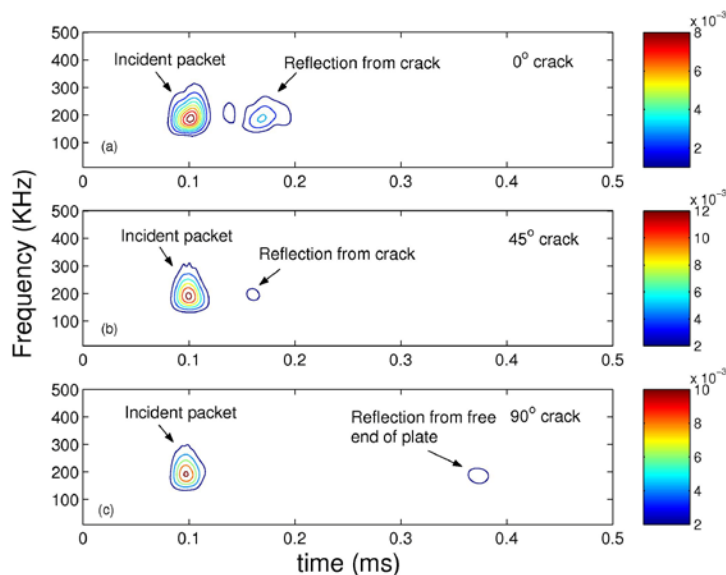 x 10⁻³
500
400
300
200
100
Incident packet
Reflection from crack
0° crack
(a)
0
0.1
0.2
0.3
0.4
0.5
8
6
4
2
x 10⁻³
500
400
300
200
100
Incident packet
Reflection from crack
45° crack
(b)
0
0.1
0.2
0.3
0.4
0.5
12
10
8
6
4
2
Frequency (KHz)
x 10⁻³
500
400
300
200
100
Incident packet
Reflection from free
end of plate
90° crack
(c)
0
0.1
0.2
0.3
0.4
0.5
10
8
6
4
2
time (ms)